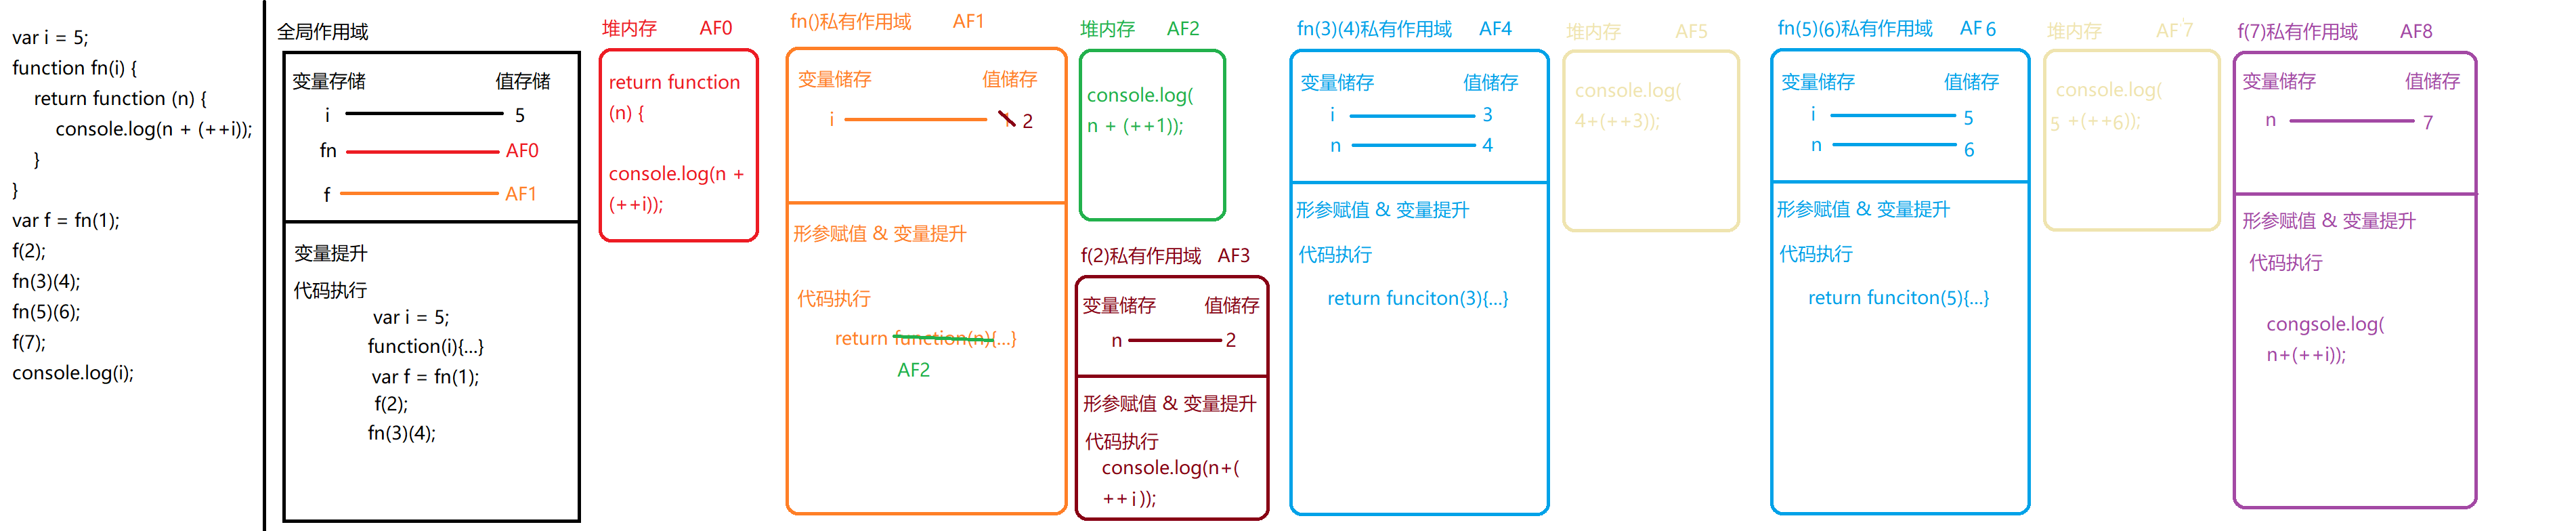 var i = 5;
function fn(i) {
return function (n) {
console.log(n + (++i));
}
}
var f = fn(1);
f(2);
fn(3)(4);
fn(5)(6);
f(7);
console.log(i);
全局作用域
变量存储 值存储
i 5
fn AF0
f AF1
变量提升
代码执行
var i = 5;
function(i){...}
var f = fn(1);
f(2);
fn(3)(4);
堆内存 AF0
return function
(n) {
console.log(n +
(++i));
fn()私有作用域 AF1
变量储存 值储存
i 1 2
形参赋值 & 变量提升
代码执行
return function(n){...}
AF2
堆内存 AF2
console.log(
n + (++1));
f(2)私有作用域 AF3
变量储存 值储存
n 2
形参赋值 & 变量提升
代码执行
console.log(n+(
++i));
fn(3)(4)私有作用域 AF4
变量储存 值储存
i 3
n 4
形参赋值 & 变量提升
代码执行
return funciton(3){...}
堆内存 AF5
console.log(
4+(++3));
fn(5)(6)私有作用域 AF6
变量储存 值储存
i 5
n 6
形参赋值 & 变量提升
代码执行
return funciton(5){...}
堆内存 AF7
console.log(
5 +(++6));
f(7)私有作用域 AF8
变量储存 值储存
n 7
形参赋值 & 变量提升
代码执行
congsole.log(
n+(++i));